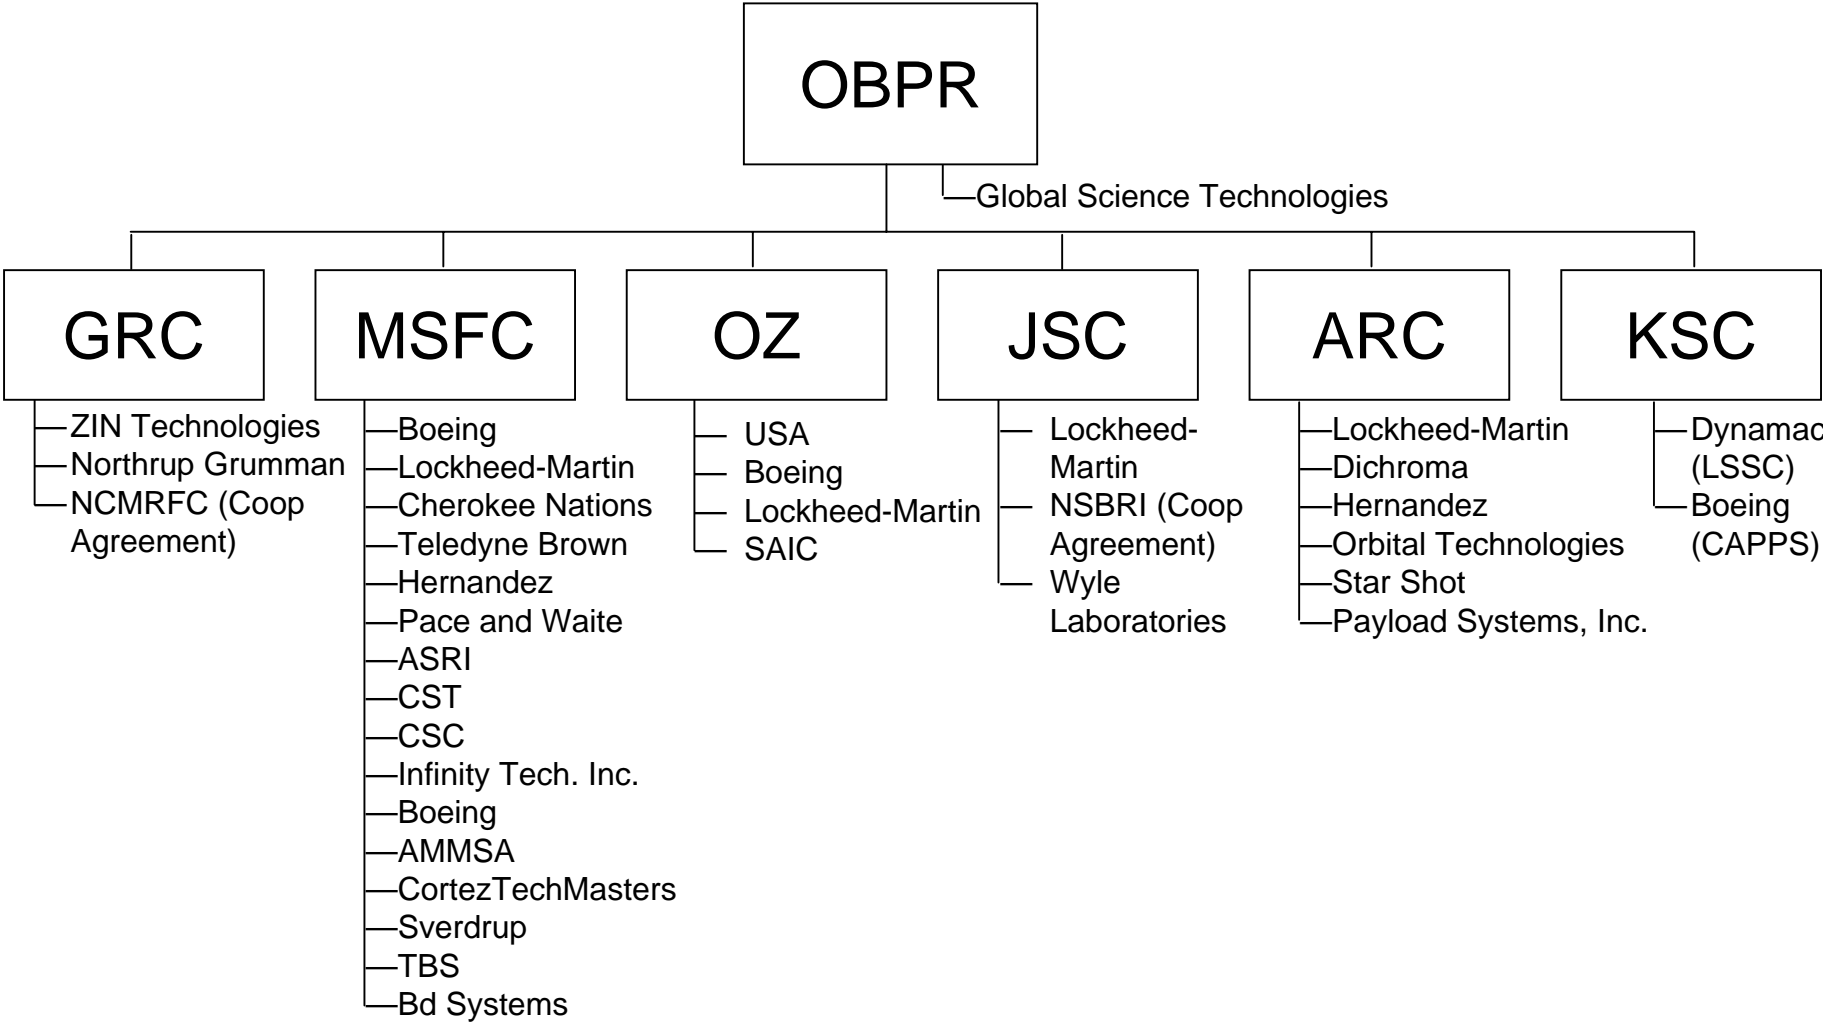 OBPR
Global Science Technologies
GRC
MSFC
OZ
JSC
ARC
KSC
ZIN Technologies
Northrup Grumman
NCMRFC (Coop
Agreement)
Boeing
Lockheed-Martin
Cherokee Nations
Teledyne Brown
Hernandez
Pace and Waite
ASRI
CST
CSC
Infinity Tech. Inc.
Boeing
AMMSA
CortezTechMasters
Sverdrup
TBS
Bd Systems
USA
Boeing
Lockheed-Martin
SAIC
Lockheed-
Martin
NSBRI (Coop
Agreement)
Wyle
Laboratories
Lockheed-Martin
Dichroma
Hernandez
Orbital Technologies
Star Shot
Payload Systems, Inc.
Dynamac
(LSSC)
Boeing
(CAPPS)